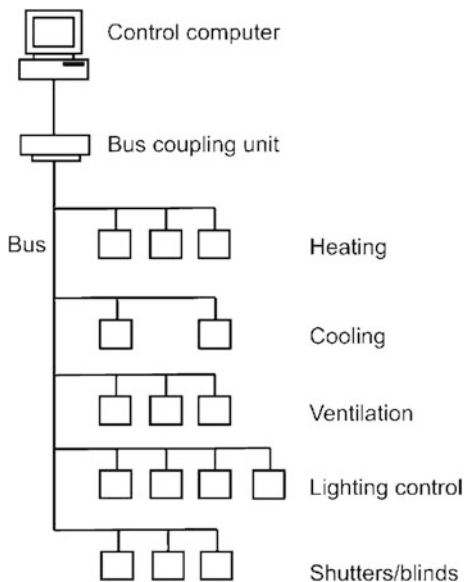 Control computer
Bus coupling unit
Bus
Heating
Cooling
Ventilation
Lighting control
Shutters/blinds